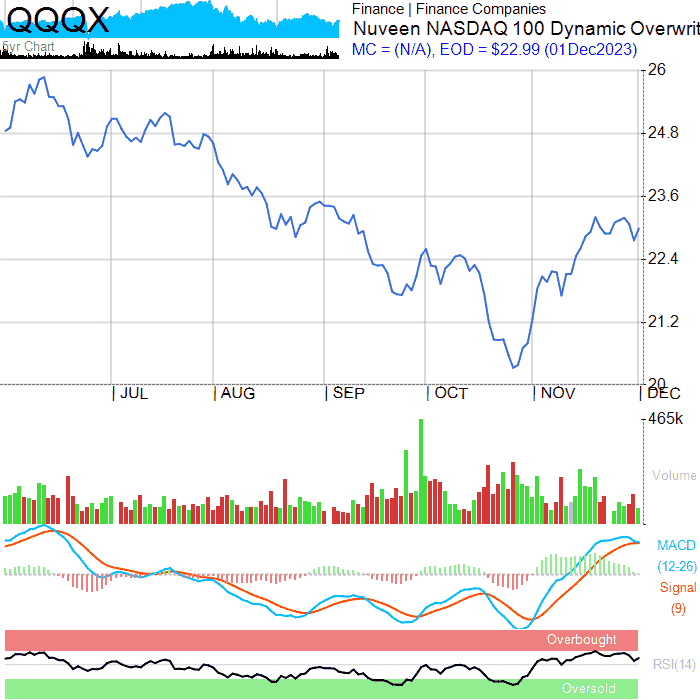 QQQX
6yr Chart
Finance | Finance Companies
Nuveen NASDAQ 100 Dynamic Overwrit
MC = (N/A), EOD = $22.99 (01Dec2023)
26
24.8
23.6
22.4
21.2
20
JUL
AUG
SEP
OCT
NOV
DEC
465k
Volume
MACD
(12-26)
Signal
(9)
Overbought
RSI(14)
Oversold